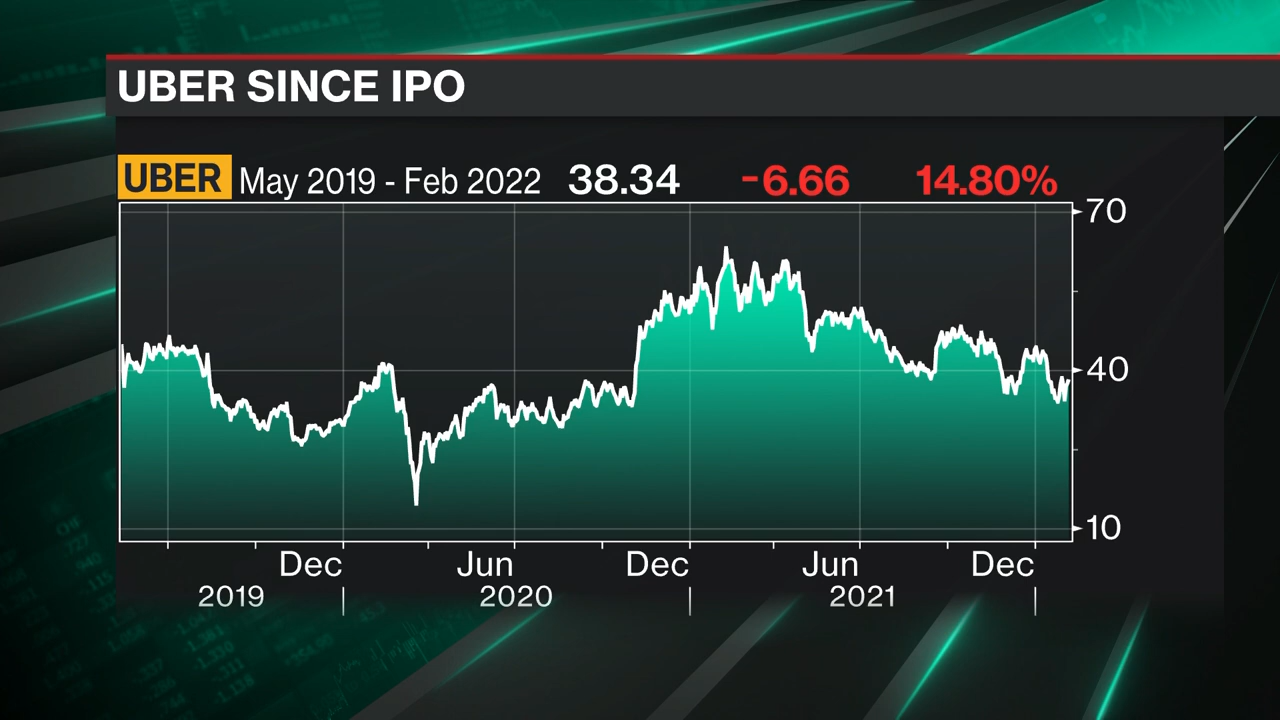 UBER SINCE IPO
UBER May 2019 - Feb 2022 38.34 -6.66 14.80%
70
40
10
Dec Jun Dec Jun Dec
2019 2020 2021